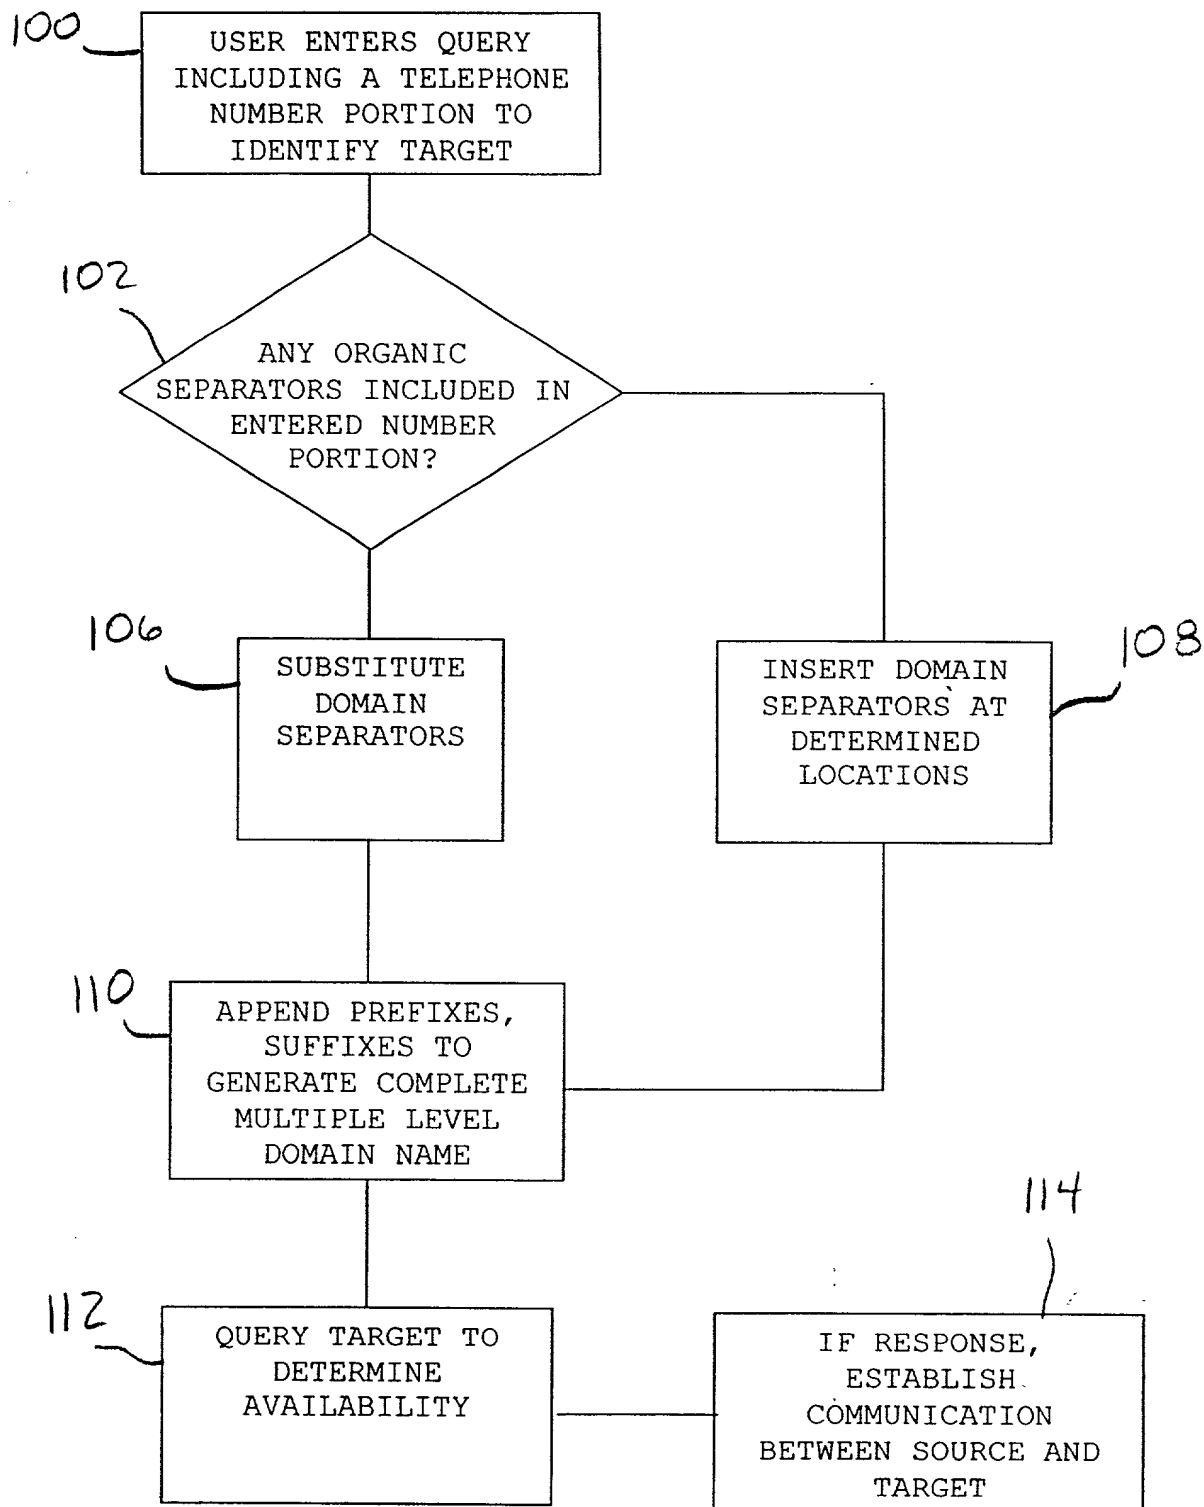 100
USER ENTERS QUERY
INCLUDING A TELEPHONE
NUMBER PORTION TO
IDENTIFY TARGET
102
ANY ORGANIC
SEPARATORS INCLUDED IN
ENTERED NUMBER
PORTION?
106
SUBSTITUTE
DOMAIN
SEPARATORS
108
INSERT DOMAIN
SEPARATORS AT
DETERMINED
LOCATIONS
110
APPEND PREFIXES,
SUFFIXES TO
GENERATE COMPLETE
MULTIPLE LEVEL
DOMAIN NAME
112
QUERY TARGET TO
DETERMINE
AVAILABILITY
114
IF RESPONSE,
ESTABLISH
COMMUNICATION
BETWEEN SOURCE AND
TARGET